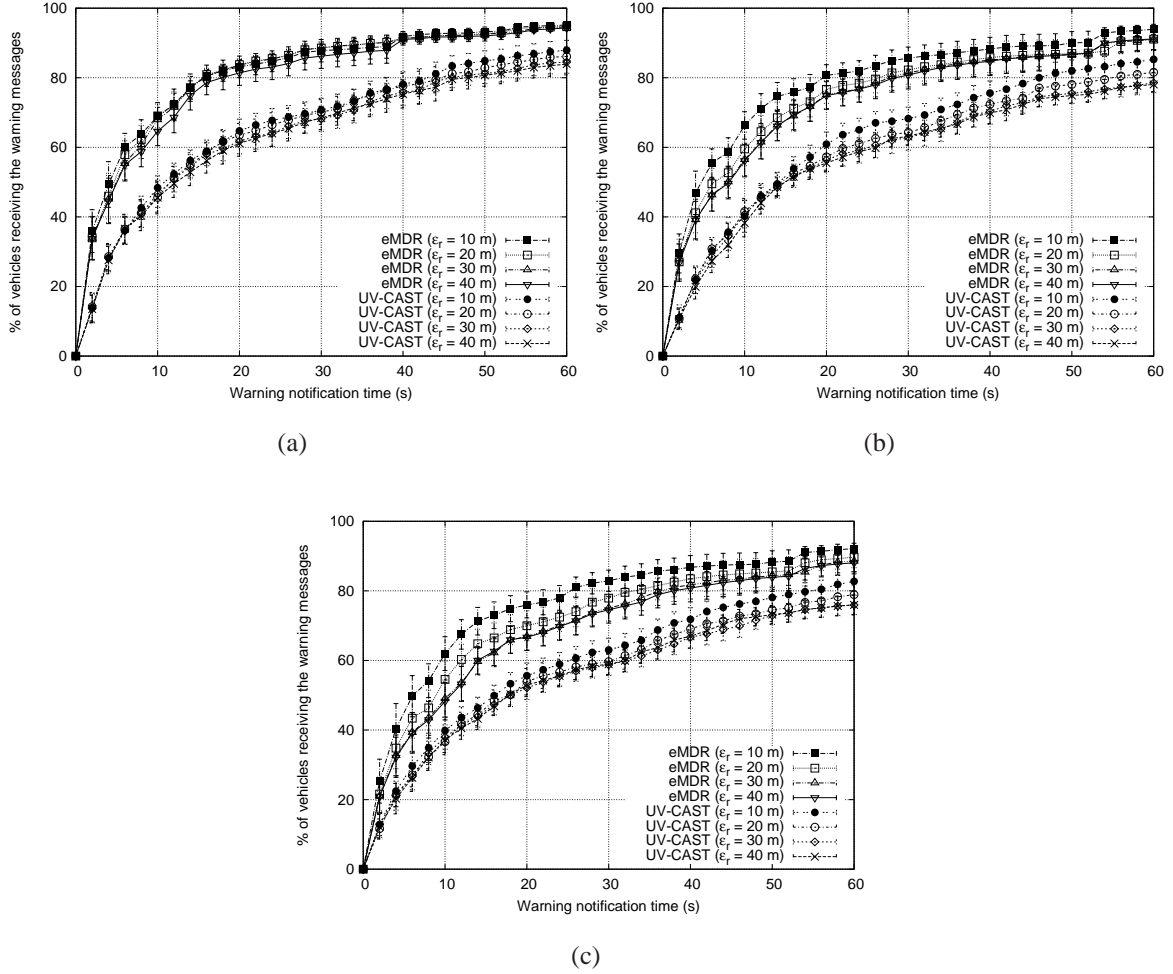 % of vehicles receiving the warning messages
100
80
60
40
20
0
eMDR (εr = 10 m)
eMDR (εr = 20 m)
eMDR (εr = 30 m)
eMDR (εr = 40 m)
UV-CAST (εr = 10 m)
UV-CAST (εr = 20 m)
UV-CAST (εr = 30 m)
UV-CAST (εr = 40 m)
0 10 20 30 40 50 60
Warning notification time (s)
(a)
% of vehicles receiving the warning messages
100
80
60
40
20
0
eMDR (εr = 10 m)
eMDR (εr = 20 m)
eMDR (εr = 30 m)
eMDR (εr = 40 m)
UV-CAST (εr = 10 m)
UV-CAST (εr = 20 m)
UV-CAST (εr = 30 m)
UV-CAST (εr = 40 m)
0 10 20 30 40 50 60
Warning notification time (s)
(b)
% of vehicles receiving the warning messages
100
80
60
40
20
0
eMDR (εr = 10 m)
eMDR (εr = 20 m)
eMDR (εr = 30 m)
eMDR (εr = 40 m)
UV-CAST (εr = 10 m)
UV-CAST (εr = 20 m)
UV-CAST (εr = 30 m)
UV-CAST (εr = 40 m)
0 10 20 30 40 50 60
Warning notification time (s)
(c)